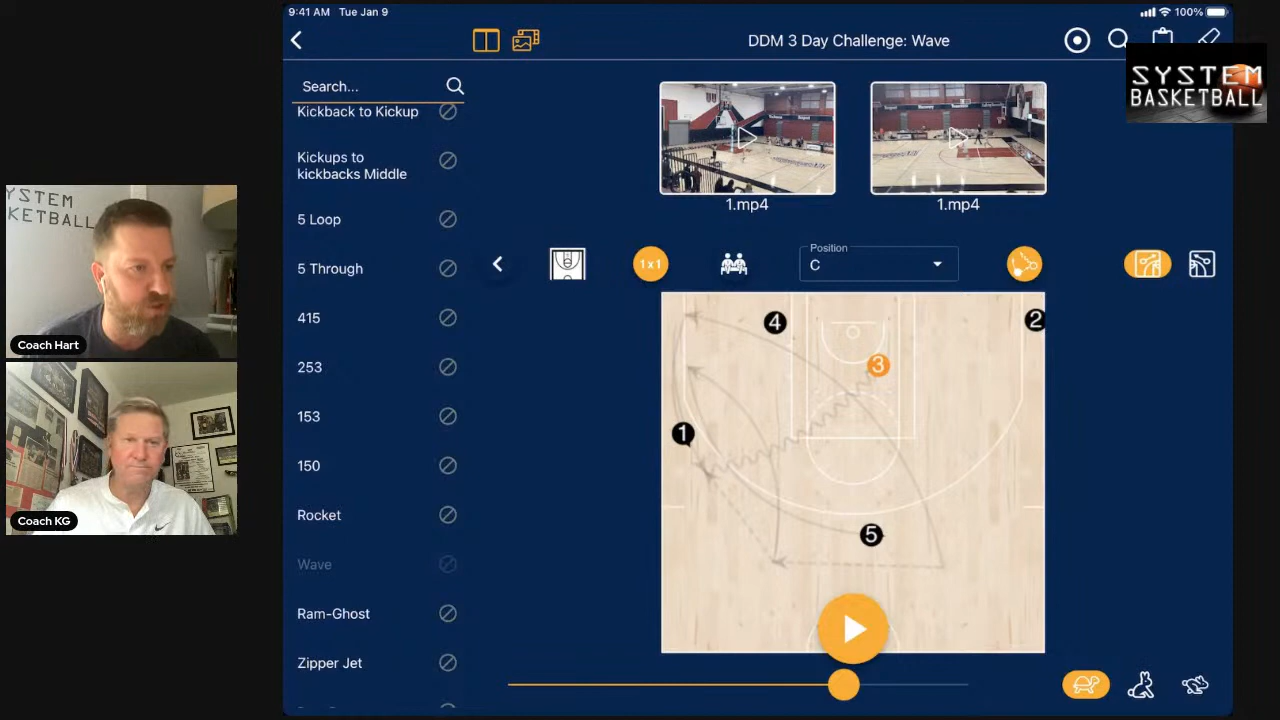 9:41 AM Tue Jan 9
100%
DDM 3 Day Challenge: Wave
SYSTEM
BASKETBALL
Search...
Kickback to Kickup
Kickups to
kickbacks Middle
5 Loop
5 Through
415
253
153
150
Rocket
Wave
Ram-Ghost
Zipper Jet
1.mp4
1.mp4
1x1
Position
C
4
2
3
1
5
YSTEM
KETBALL
Coach Hart
Coach KG